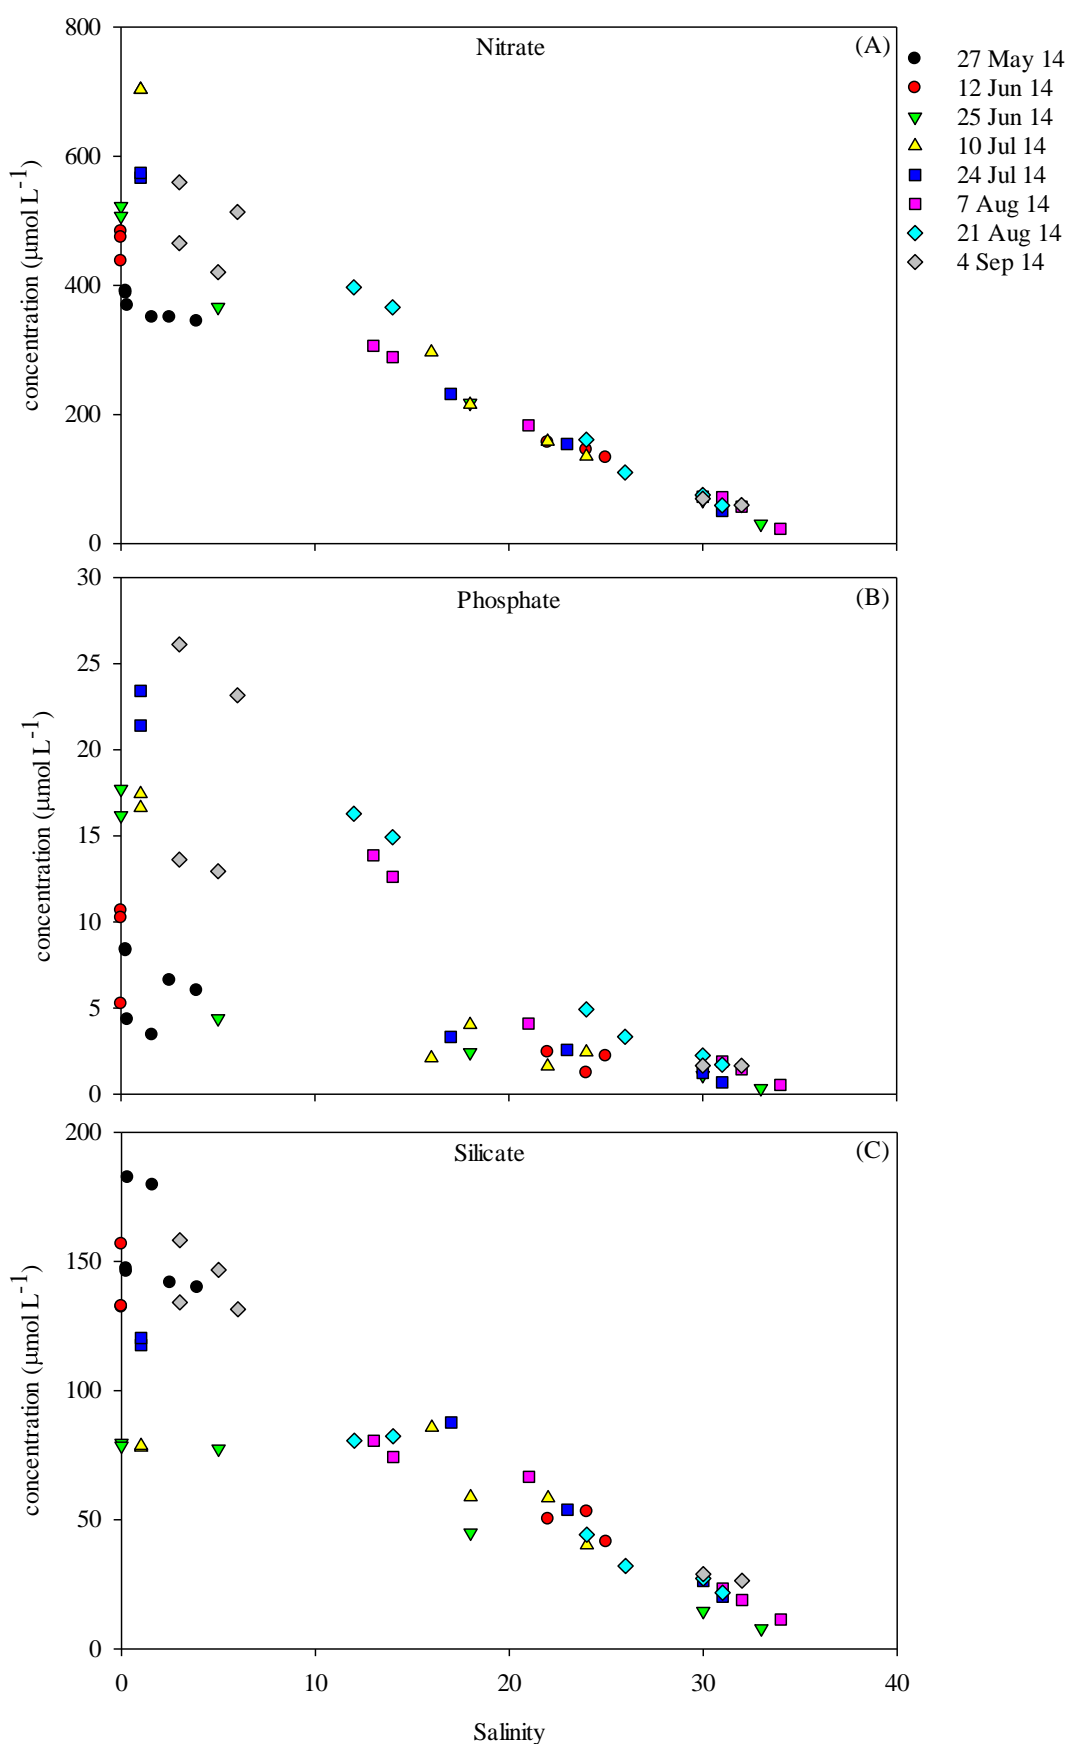 800
Nitrate
(A)
27 May 14
12 Jun 14
25 Jun 14
10 Jul 14
24 Jul 14
7 Aug 14
21 Aug 14
4 Sep 14
600
400
200
0
concentration (μmol L⁻¹)
30
Phosphate
(B)
25
20
15
10
5
0
concentration (μmol L⁻¹)
200
Silicate
(C)
150
100
50
0
concentration (μmol L⁻¹)
0 10 20 30 40
Salinity